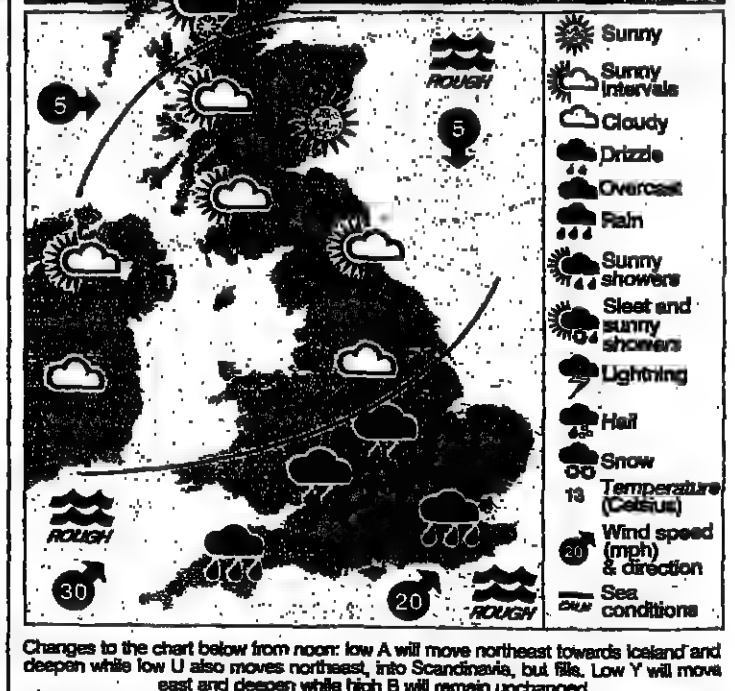 Sunny
ROUGH
Sunny
intervals
5
5
Cloudy
Drizzle
Overcast
Rain
Sunny
showers
Sleet and
sunny
showers
Lightning
Hail
Snow
13 Temperature
(Celsius)
ROUGH
20 Wind speed
(mph)
& direction
30
20
ROUGH
CALM Sea
conditions
Changes to the chart below from noon: low A will move northeast towards Iceland and
deepen while low U also moves northeast, into Scandinavia, but fills. Low Y will move
east and deepen while high B will remain unchanged